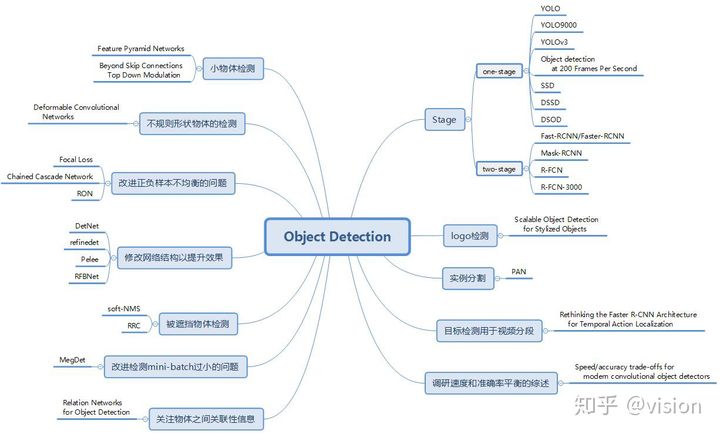 Object Detection
小物体检测
Feature Pyramid Networks
Beyond Skip Connections
Top Down Modulation
不规则形状物体的检测
Deformable Convolutional
Networks
改进正负样本不均衡的问题
Focal Loss
Chained Cascade Network
RON
修改网络结构以提升效果
DetNet
refinedet
Pelee
RFBNet
被遮挡物体检测
soft-NMS
RRC
改进检测mini-batch过小的问题
MegDet
关注物体之间关联性信息
Relation Networks
for Object Detection
Stage
one-stage
YOLO
YOLO9000
YOLOv3
Object detection
at 200 Frames Per Second
SSD
DSSD
DSOD
two-stage
Fast-RCNN/Faster-RCNN
Mask-RCNN
R-FCN
R-FCN-3000
logo检测
Scalable Object Detection
for Stylized Objects
实例分割
PAN
目标检测用于视频分段
Rethinking the Faster R-CNN Architecture
for Temporal Action Localization
调研速度和准确率平衡的综述
Speed/accuracy trade-offs for
modern convolutional object detectors
知乎 @vision